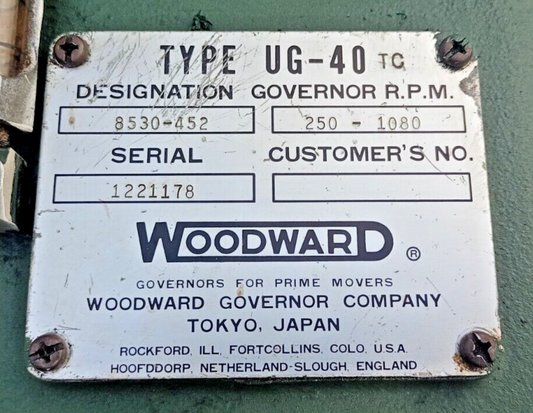 TYPE UG-40 TC
DESIGNATION GOVERNOR R.P.M.
8530-452 250 - 1080
SERIAL CUSTOMER'S NO.
1221178
WOODWARD ®
GOVERNORS FOR PRIME MOVERS
WOODWARD GOVERNOR COMPANY
TOKYO, JAPAN
ROCKFORD, ILL, FORTCOLLINS, COLO, U.S.A.
HOOFDDORP, NETHERLAND-SLOUGH, ENGLAND